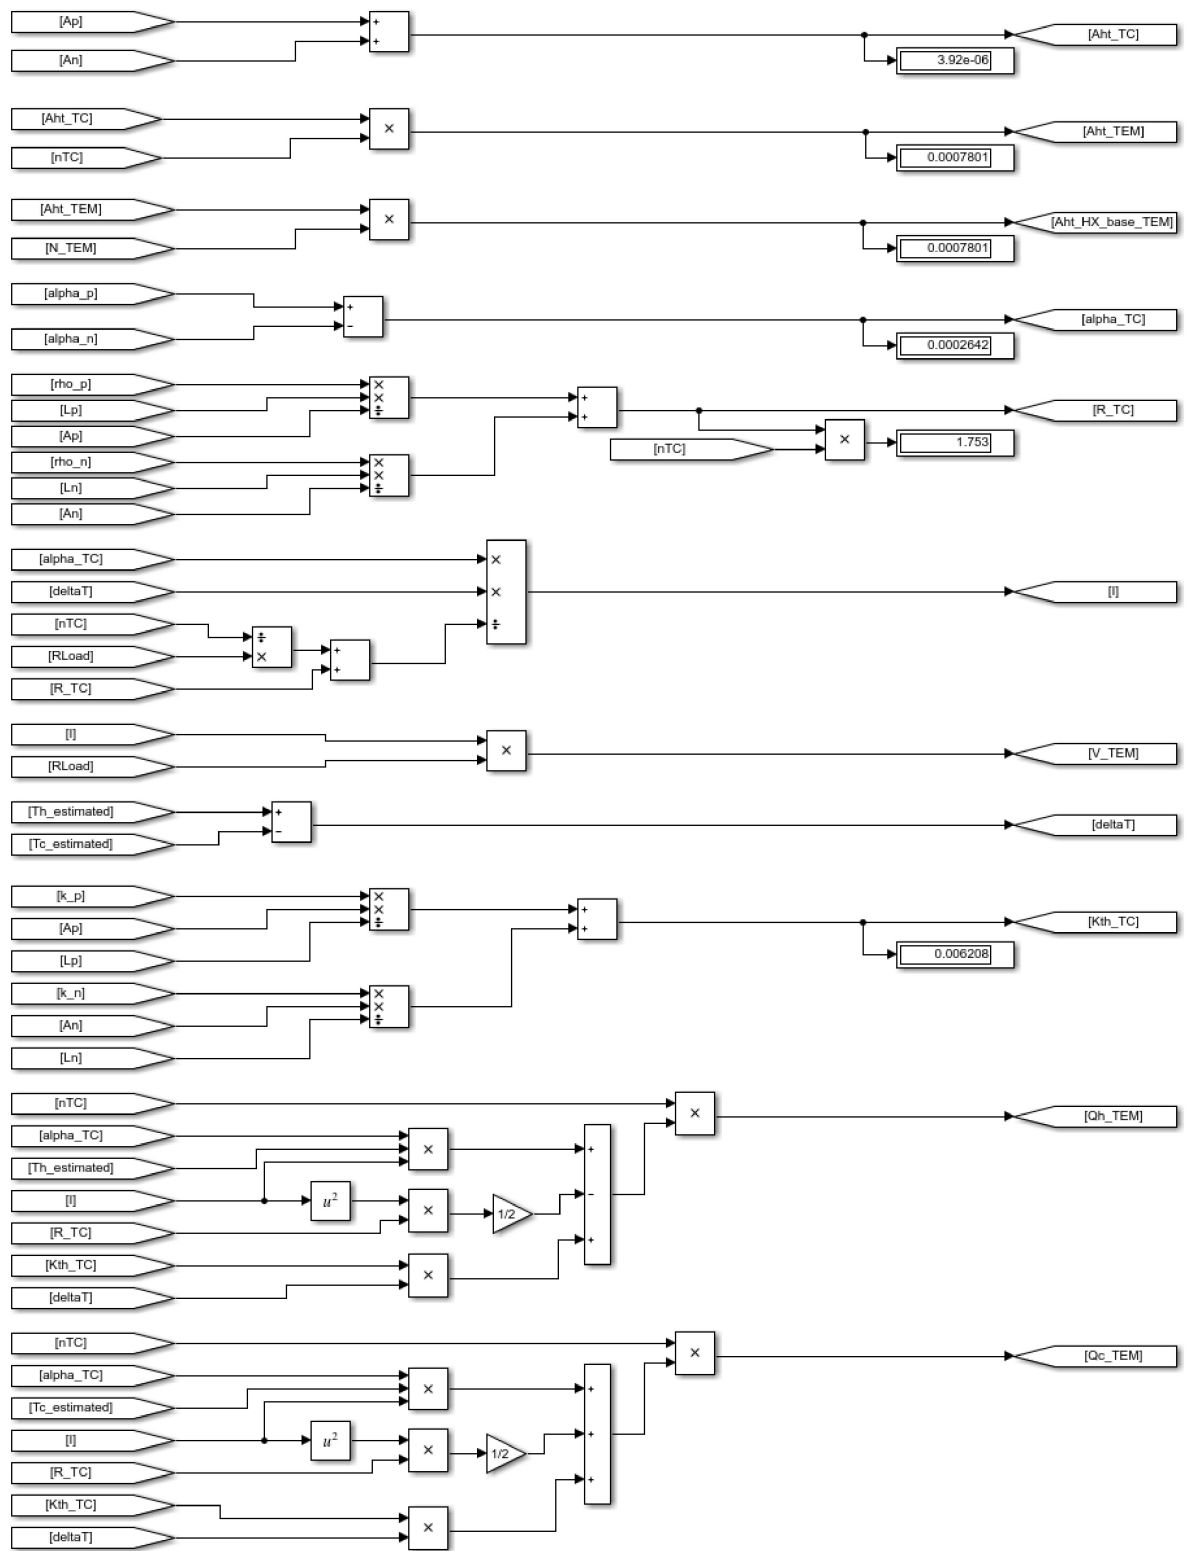 [Ap]
+
+
[An]
[Aht_TC]
3.92e-06
[Aht_TC]
×
[nTC]
[Aht_TEM]
0.0007801
[Aht_TEM]
×
[N_TEM]
[Aht_HX_base_TEM]
0.0007801
[alpha_p]
+
−
[alpha_n]
[alpha_TC]
0.0002642
[rho_p]
[Lp]
[Ap]
×
×
÷
[rho_n]
[Ln]
[An]
×
×
÷
+
+
[nTC]
×
[R_TC]
1.753
[alpha_TC]
[deltaT]
[nTC]
[RLoad]
[R_TC]
÷
×
+
+
×
×
÷
[I]
[I]
[RLoad]
×
[V_TEM]
[Th_estimated]
[Tc_estimated]
+
−
[deltaT]
[k_p]
[Ap]
[Lp]
×
×
÷
[k_n]
[An]
[Ln]
×
×
÷
+
+
[Kth_TC]
0.006208
[nTC]
[alpha_TC]
[Th_estimated]
[I]
[R_TC]
[Kth_TC]
[deltaT]
×
u²
×
1/2
×
+
−
+
×
[Qh_TEM]
[nTC]
[alpha_TC]
[Tc_estimated]
[I]
[R_TC]
[Kth_TC]
[deltaT]
×
u²
×
1/2
×
+
+
+
×
[Qc_TEM]